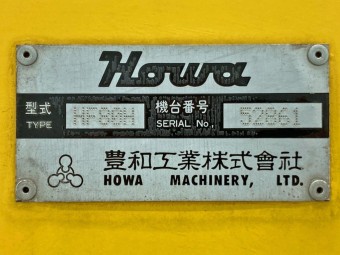 Howa
型式 TYPE 機台番号 SERIAL No.
豊和工業株式會社
HOWA MACHINERY, LTD.